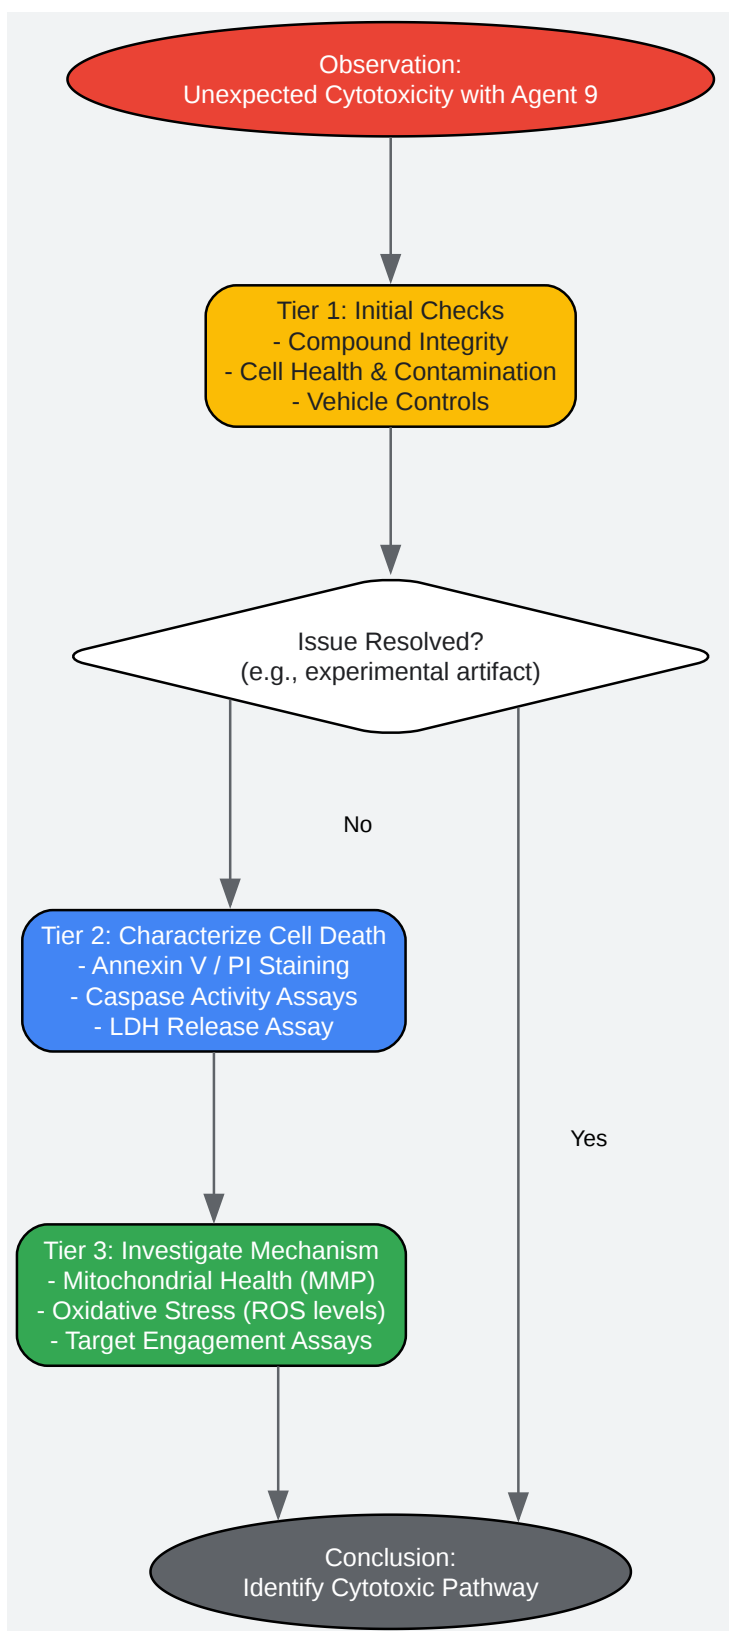 Observation:
Unexpected Cytotoxicity with Agent 9
Tier 1: Initial Checks
- Compound Integrity
- Cell Health & Contamination
- Vehicle Controls
Issue Resolved?
(e.g., experimental artifact)
No
Tier 2: Characterize Cell Death
- Annexin V / PI Staining
- Caspase Activity Assays
- LDH Release Assay
Yes
Tier 3: Investigate Mechanism
- Mitochondrial Health (MMP)
- Oxidative Stress (ROS levels)
- Target Engagement Assays
Conclusion:
Identify Cytotoxic Pathway